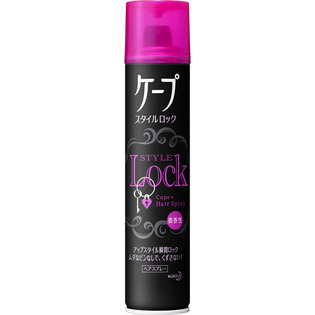 ケープ
スタイルロック
STYLE
Lock
Cape+
Hair Spray
微香性
アップスタイル瞬間ロック
ムダなピンなしで、くずさない!
ヘアスプレー
Kao